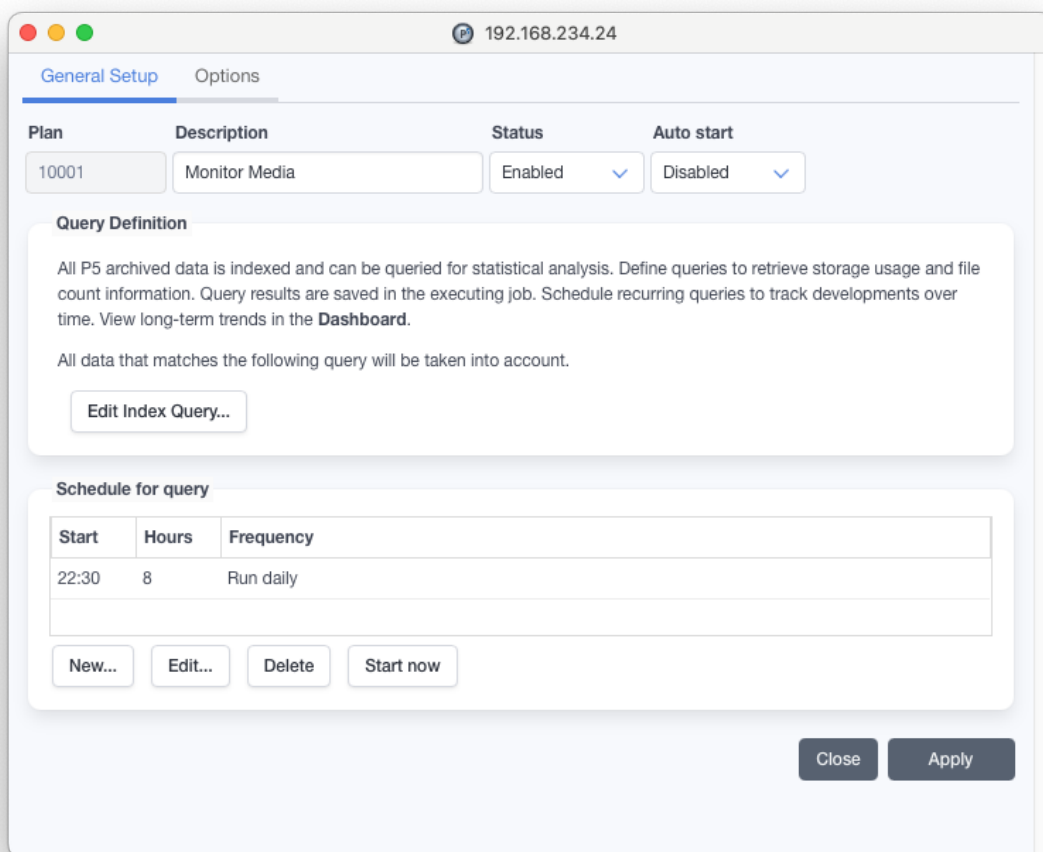 192.168.234.24
General Setup Options
Plan Description Status Auto start
10001 Monitor Media Enabled Disabled
Query Definition
All P5 archived data is indexed and can be queried for statistical analysis. Define queries to retrieve storage usage and file
count information. Query results are saved in the executing job. Schedule recurring queries to track developments over
time. View long-term trends in the Dashboard.
All data that matches the following query will be taken into account.
Edit Index Query...
Schedule for query
Start Hours Frequency
22:30 8 Run daily
New... Edit... Delete Start now
Close Apply